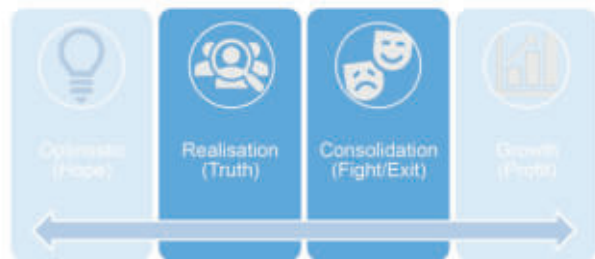 Optimistic
(Hope)
Realisation
(Truth)
Consolidation
(Fight/Exit)
Growth
(Profit)